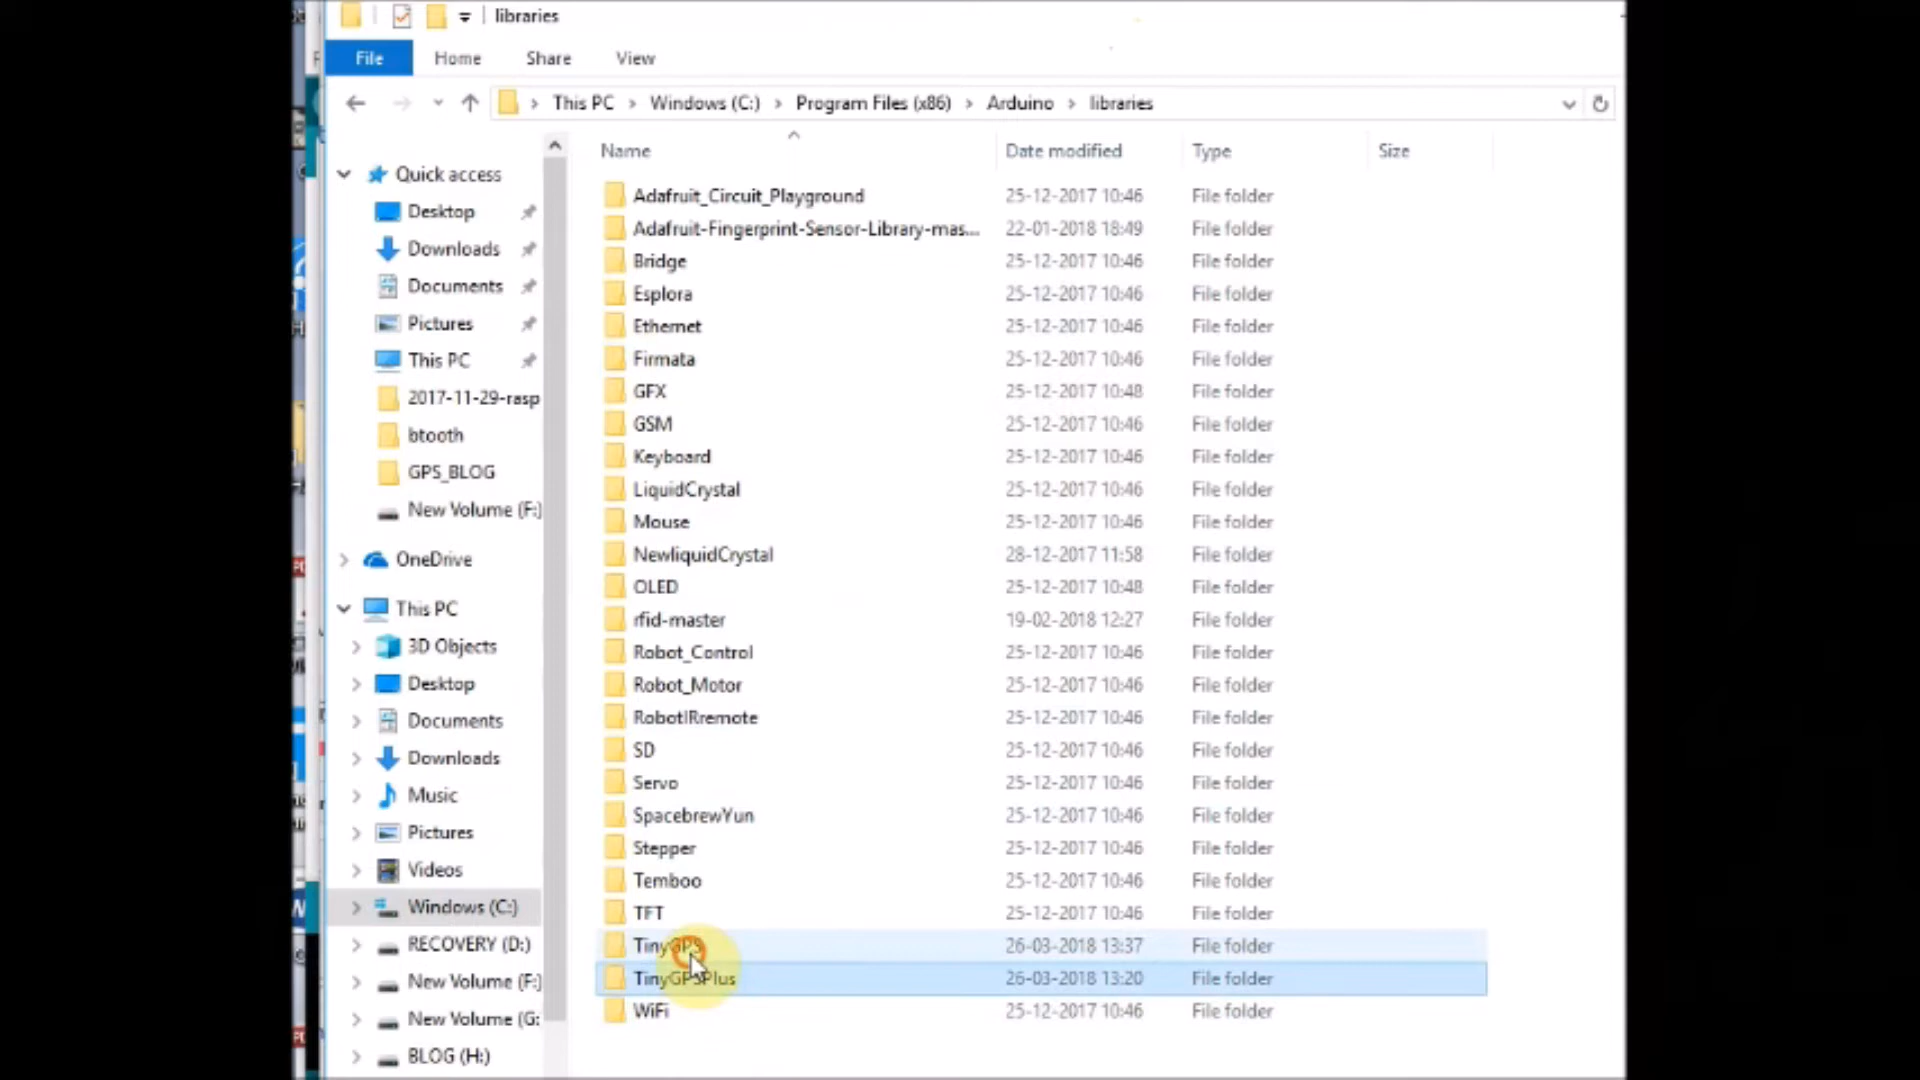 libraries
File Home Share View
This PC Windows (C:) Program Files (x86) Arduino libraries
Name Date modified Type Size
Quick access
Desktop
Downloads
Documents
Pictures
This PC
2017-11-29-rasp
btooth
GPS_BLOG
New Volume (F:)
OneDrive
This PC
3D Objects
Desktop
Documents
Downloads
Music
Pictures
Videos
Windows (C:)
RECOVERY (D:)
New Volume (F:)
New Volume (G:
BLOG (H:)
Adafruit_Circuit_Playground 25-12-2017 10:46 File folder
Adafruit-Fingerprint-Sensor-Library-mas... 22-01-2018 18:49 File folder
Bridge 25-12-2017 10:46 File folder
Esplora 25-12-2017 10:46 File folder
Ethernet 25-12-2017 10:46 File folder
Firmata 25-12-2017 10:46 File folder
GFX 25-12-2017 10:48 File folder
GSM 25-12-2017 10:46 File folder
Keyboard 25-12-2017 10:46 File folder
LiquidCrystal 25-12-2017 10:46 File folder
Mouse 25-12-2017 10:46 File folder
NewliquidCrystal 28-12-2017 11:58 File folder
OLED 25-12-2017 10:48 File folder
rfid-master 19-02-2018 12:27 File folder
Robot_Control 25-12-2017 10:46 File folder
Robot_Motor 25-12-2017 10:46 File folder
RobotIRremote 25-12-2017 10:46 File folder
SD 25-12-2017 10:46 File folder
Servo 25-12-2017 10:46 File folder
SpacebrewYun 25-12-2017 10:46 File folder
Stepper 25-12-2017 10:46 File folder
Temboo 25-12-2017 10:46 File folder
TFT 25-12-2017 10:46 File folder
TinyGPS 26-03-2018 13:37 File folder
TinyGPSPlus 26-03-2018 13:20 File folder
WiFi 25-12-2017 10:46 File folder